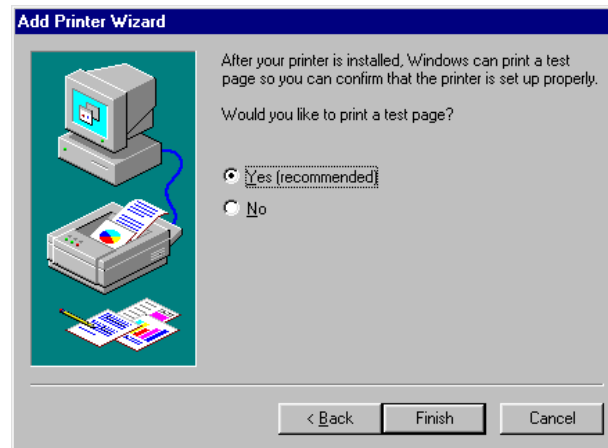 Add Printer Wizard
After your printer is installed, Windows can print a test
page so you can confirm that the printer is set up properly.
Would you like to print a test page?
Yes (recommended)
No
< Back
Finish
Cancel